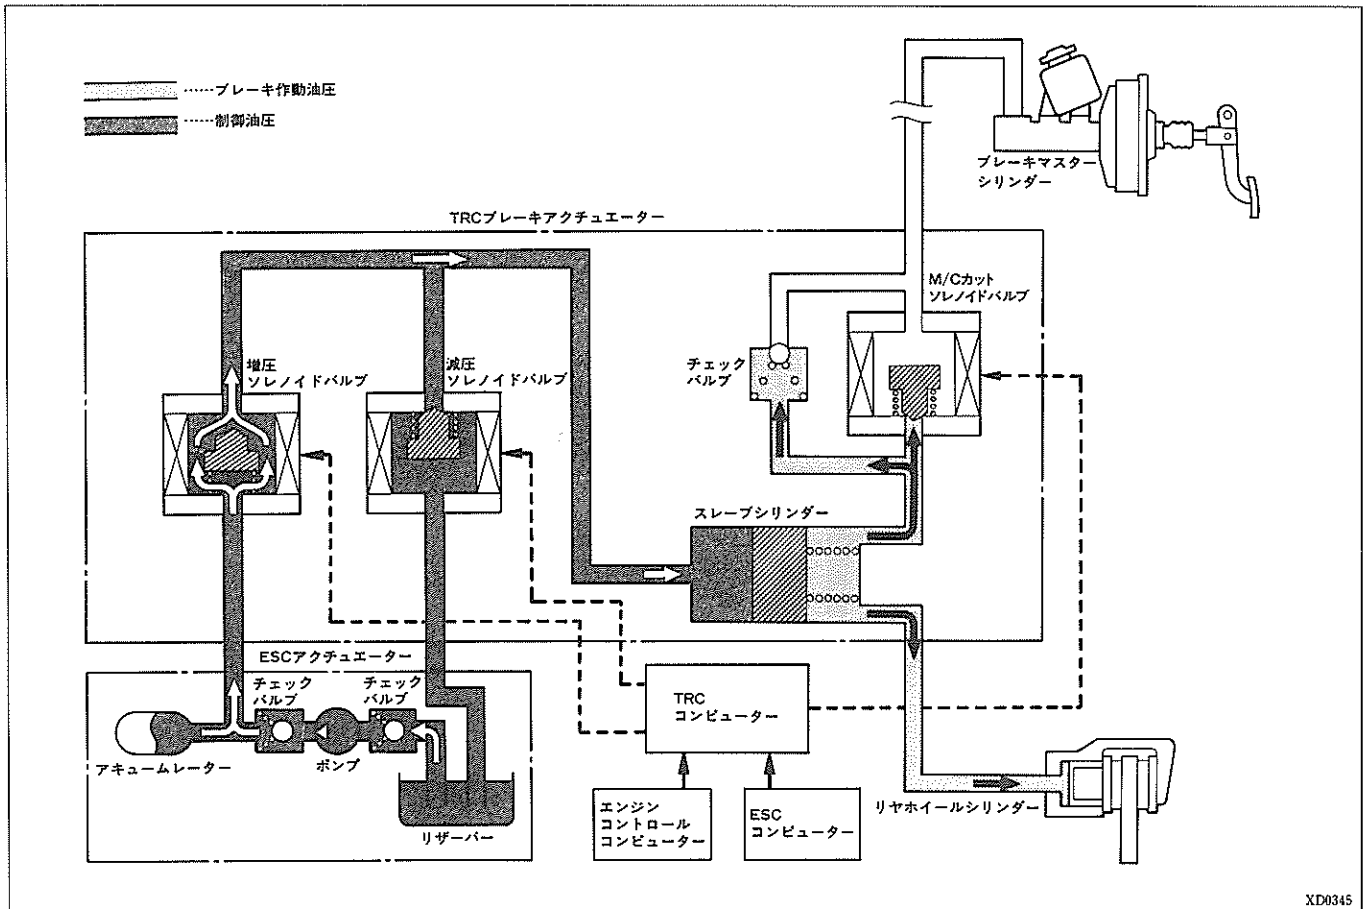 ……ブレーキ作動油圧
……制御油圧
ブレーキマスター
シリンダー
TRCブレーキアクチュエーター
M/Cカット
ソレノイドバルブ
増圧
ソレノイドバルブ
減圧
ソレノイドバルブ
チェック
バルブ
スレーブシリンダー
ESCアクチュエーター
チェック
バルブ
チェック
バルブ
TRC
コンピューター
アキュームレーター
ポンプ
リザーバー
エンジン
コントロール
コンピューター
ESC
コンピューター
リヤホイールシリンダー
XD0345